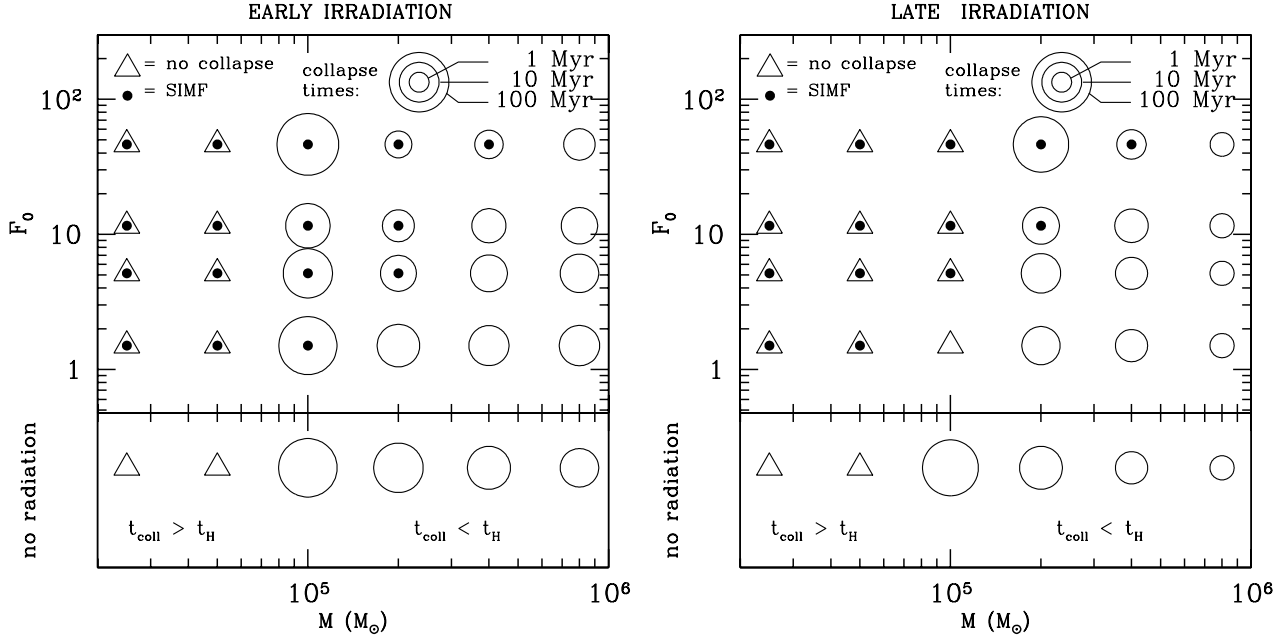 EARLY IRRADIATION
= no collapse
= SIMF
collapse
times:
1 Myr
10 Myr
100 Myr
10²
10
1
F₀
no radiation
t_coll > t_H
t_coll < t_H
10⁵
10⁶
M (M☉)
LATE IRRADIATION
= no collapse
= SIMF
collapse
times:
1 Myr
10 Myr
100 Myr
10²
10
1
F₀
no radiation
t_coll > t_H
t_coll < t_H
10⁵
10⁶
M (M☉)